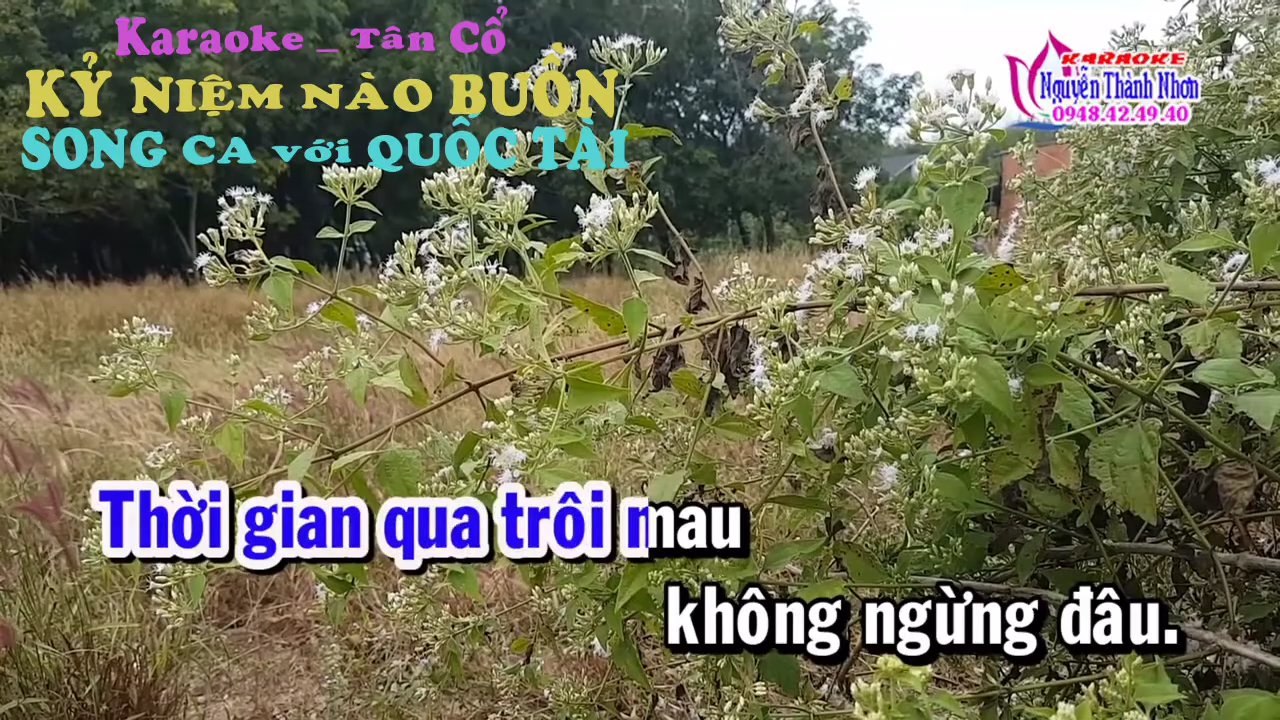 Karaoke _ Tân Cổ
KỶ NIỆM NÀO BUỒN
SONG CA với QUỐC TÀI
KARAOKE
Nguyễn Thành Nhơn
0948.42.49.40
Thời gian qua trôi mau
không ngừng đâu.